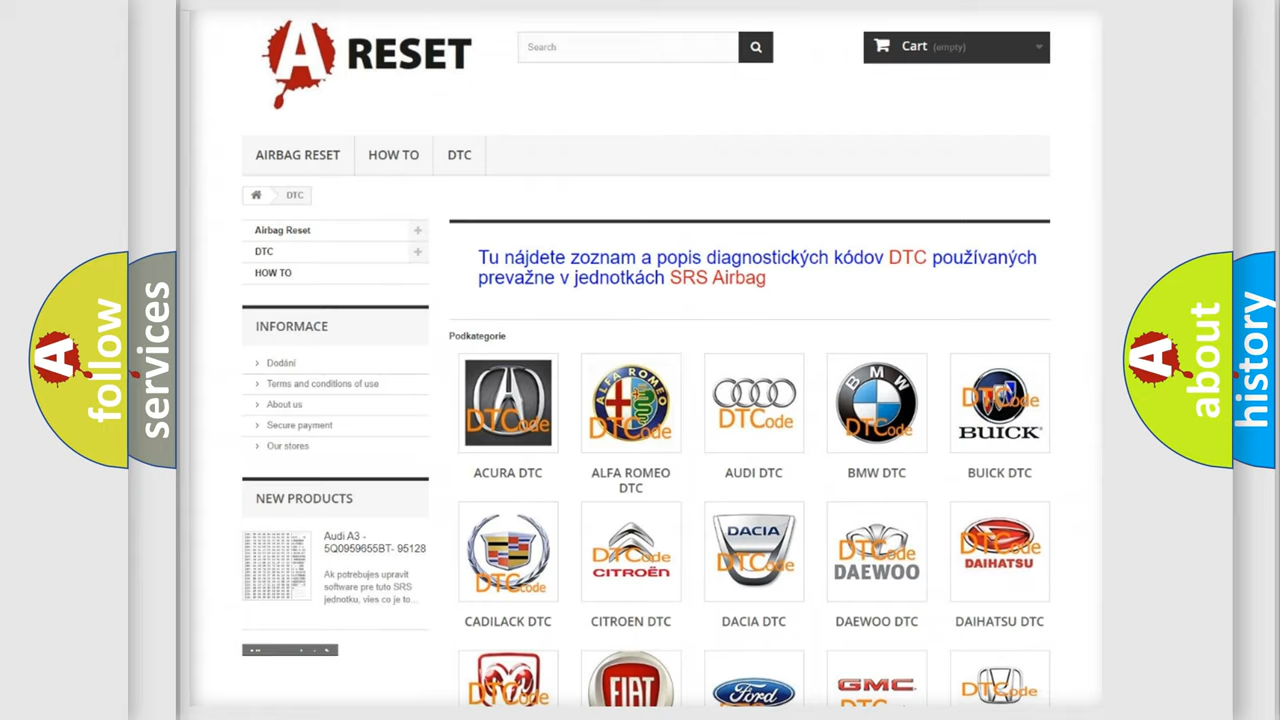 A RESET
Search
Cart (empty)
AIRBAG RESET
HOW TO
DTC
DTC
Airbag Reset
DTC
HOW TO
Tu nájdete zoznam a popis diagnostických kódov DTC používaných
prevažne v jednotkách SRS Airbag
INFORMACE
Podkategorie
Dodání
Terms and conditions of use
About us
Secure payment
Our stores
DTCode
ALFA ROMEO
DTCode
DTCode
BMW
DTCode
DTCode
BUICK
ACURA DTC
ALFA ROMEO
DTC
AUDI DTC
BMW DTC
BUICK DTC
NEW PRODUCTS
Audi A3 -
5Q0959655BT- 95128
Ak potrebujes upravit
software pre tuto SRS
jednotku, vies co je to...
DTCode
DTCode
CITROËN
DACIA
DTCode
DTCode
DAEWOO
DTCode
DAIHATSU
CADILACK DTC
CITROEN DTC
DACIA DTC
DAEWOO DTC
DAIHATSU DTC
DTCode
FIAT
Ford
GMC
DTCode
A
follow
services
A
about
history